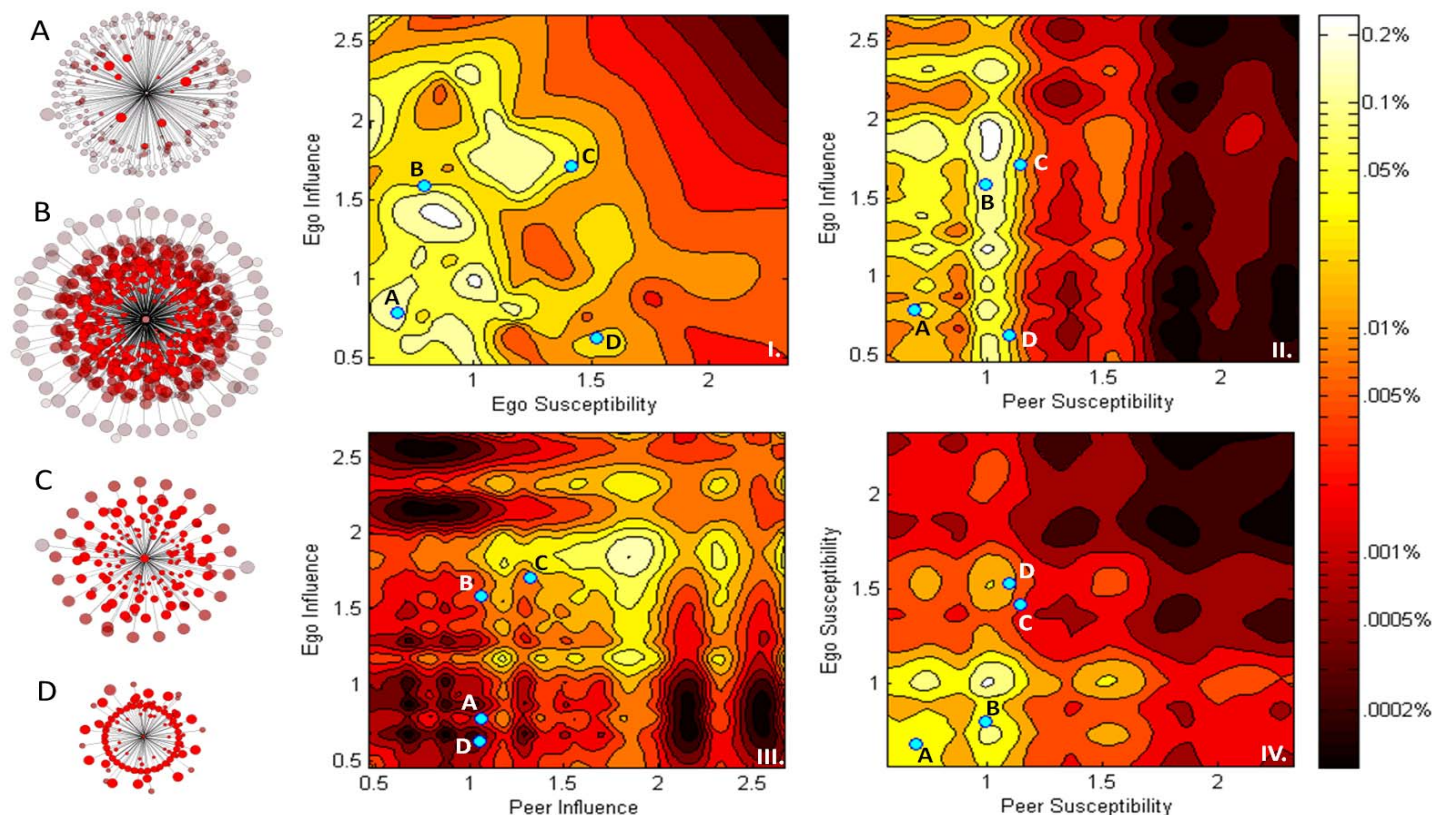 A
B
C
D
2.5
2
1.5
1
0.5
Ego Influence
1
1.5
2
Ego Susceptibility
A
B
C
D
I.
2.5
2
1.5
1
0.5
Ego Influence
1
1.5
2
Peer Susceptibility
A
B
C
D
II.
2.5
2
1.5
1
0.5
Ego Influence
0.5
1
1.5
2
2.5
Peer Influence
A
B
C
D
III.
2
1.5
1
Ego Susceptibility
1
1.5
2
Peer Susceptibility
A
B
C
D
IV.
0.2%
0.1%
.05%
.01%
.005%
.001%
.0005%
.0002%